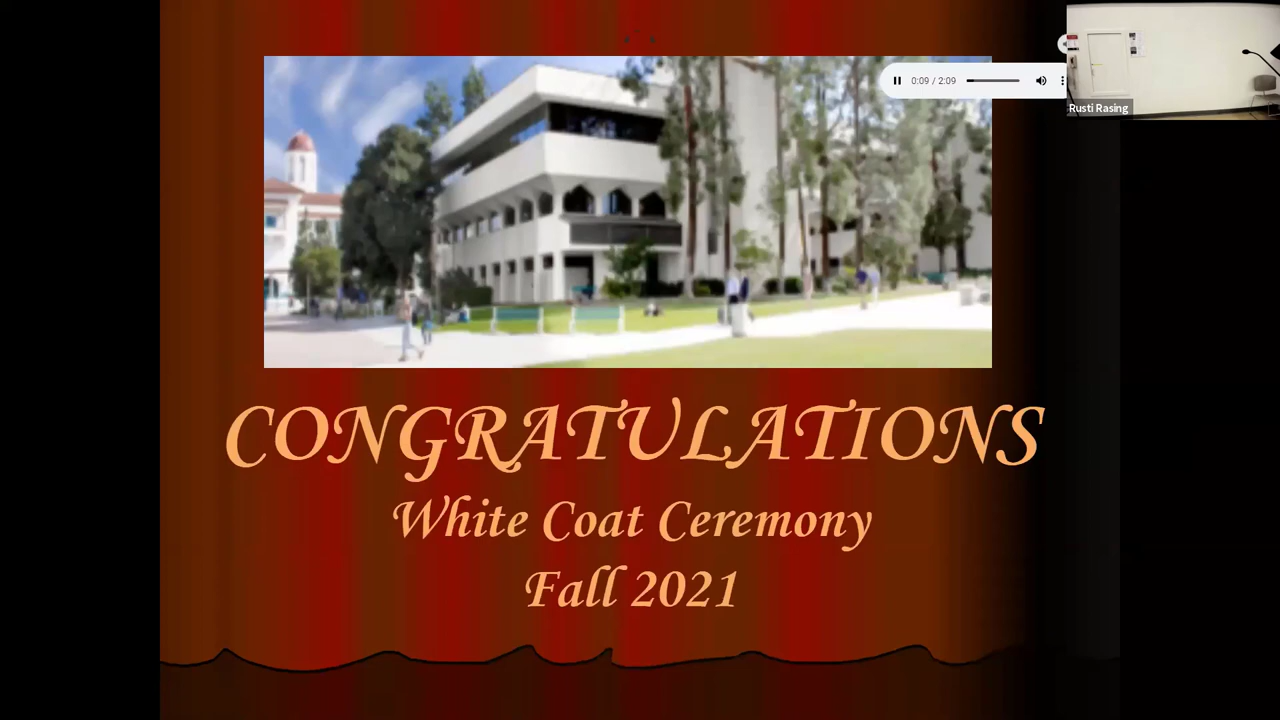 0:09 / 2:09
Rusti Rasing
CONGRATULATIONS
White Coat Ceremony
Fall 2021